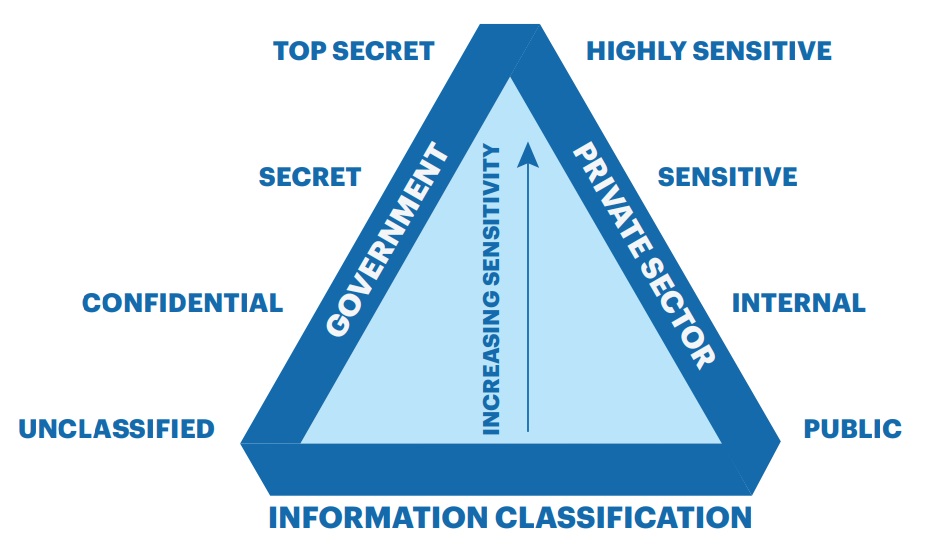 TOP SECRET
HIGHLY SENSITIVE
SECRET
SENSITIVE
CONFIDENTIAL
INTERNAL
UNCLASSIFIED
PUBLIC
GOVERNMENT
INCREASING SENSITIVITY
PRIVATE SECTOR
INFORMATION CLASSIFICATION